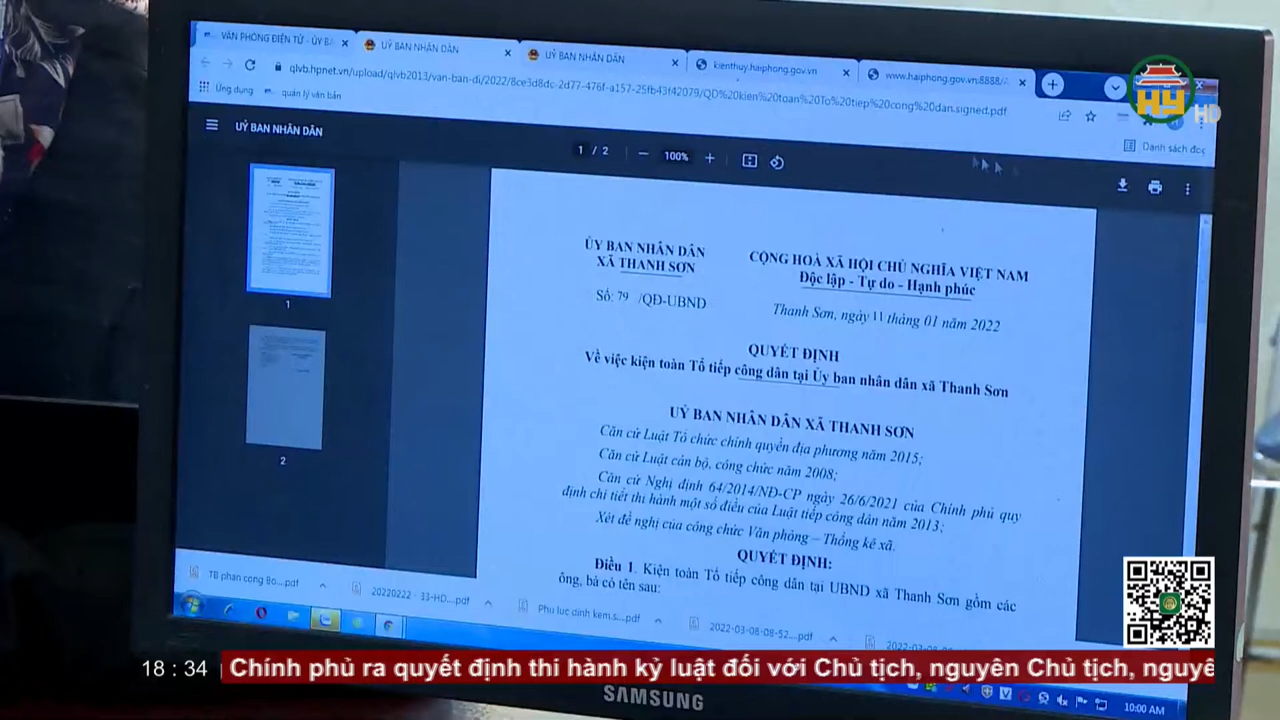 VĂN PHÒNG ĐIỆN TỬ - ỦY BA
UỶ BAN NHÂN DÂN
UỶ BAN NHÂN DÂN
kienthuy.haiphong.gov.vn
www.haiphong.gov.vn:8888/
qlvb.hpnet.vn/upload/qlvb2013/van-ban-di/2022/8ce3d8dc-2d77-476f-a157-25fb43f42079/QD%20kien%20toan%20To%20tiep%20cong%20dan.signed.pdf
HY HD
Ứng dụng
quản lý văn bản
Danh sách đọc
UỶ BAN NHÂN DÂN
1 / 2
100%
ỦY BAN NHÂN DÂN
XÃ THANH SƠN
CỘNG HOÀ XÃ HỘI CHỦ NGHĨA VIỆT NAM
Độc lập - Tự do - Hạnh phúc
Số: 79 /QĐ-UBND
Thanh Sơn, ngày 11 tháng 01 năm 2022
QUYẾT ĐỊNH
Về việc kiện toàn Tổ tiếp công dân tại Ủy ban nhân dân xã Thanh Sơn
UỶ BAN NHÂN DÂN XÃ THANH SƠN
Căn cứ Luật Tổ chức chính quyền địa phương năm 2015;
Căn cứ Luật cán bộ, công chức năm 2008;
Căn cứ Nghị định 64/2014/NĐ-CP ngày 26/6/2021 của Chính phủ quy
định chi tiết thi hành một số điều của Luật tiếp công dân năm 2013;
Xét đề nghị của công chức Văn phòng – Thống kê xã.
QUYẾT ĐỊNH:
Điều 1. Kiện toàn Tổ tiếp công dân tại UBND xã Thanh Sơn gồm các
ông, bà có tên sau:
1
2
TB phan cong Bo....pdf
20220222 - 33-HD....pdf
Phu luc dinh kem.s....pdf
2022-03-08-08-52....pdf
18 : 34
Chính phủ ra quyết định thi hành kỷ luật đối với Chủ tịch, nguyên Chủ tịch, nguyê
SAMSUNG
10:00 AM